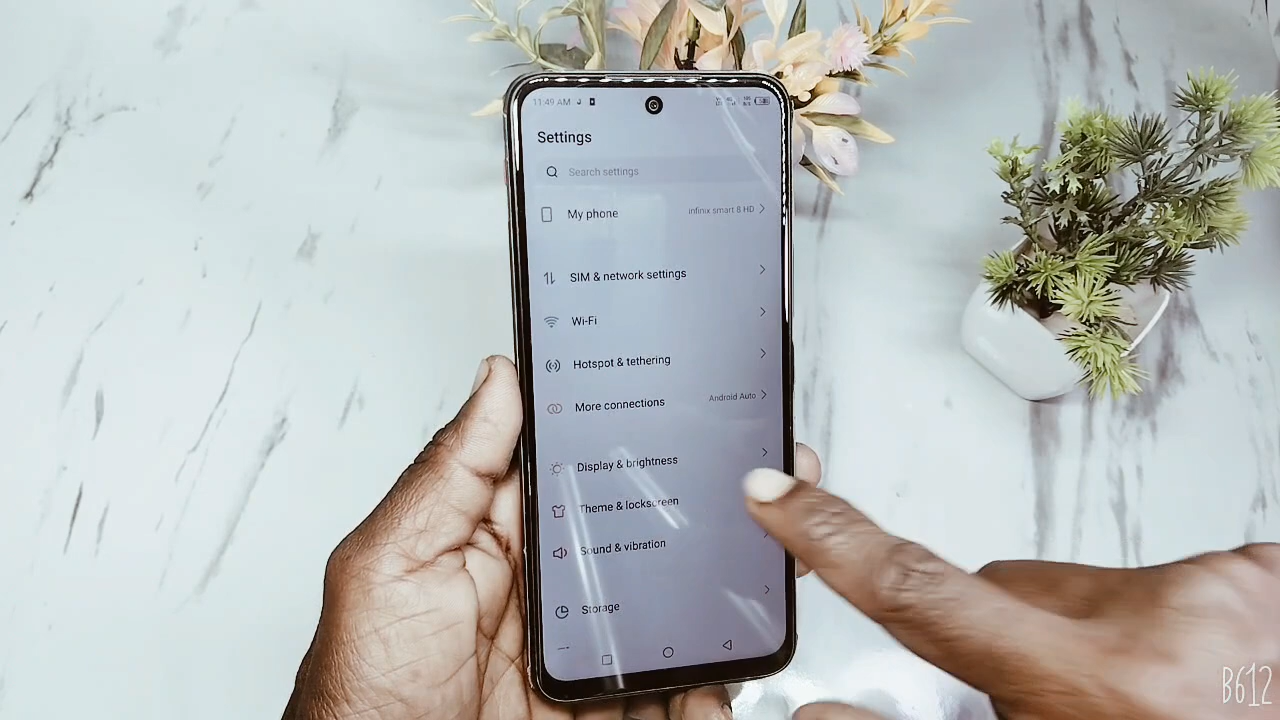 11:49 AM
Settings
Search settings
My phone
infinix smart 8 HD
SIM & network settings
Wi-Fi
Hotspot & tethering
More connections
Android Auto
Display & brightness
Theme & lockscreen
Sound & vibration
Storage
B612